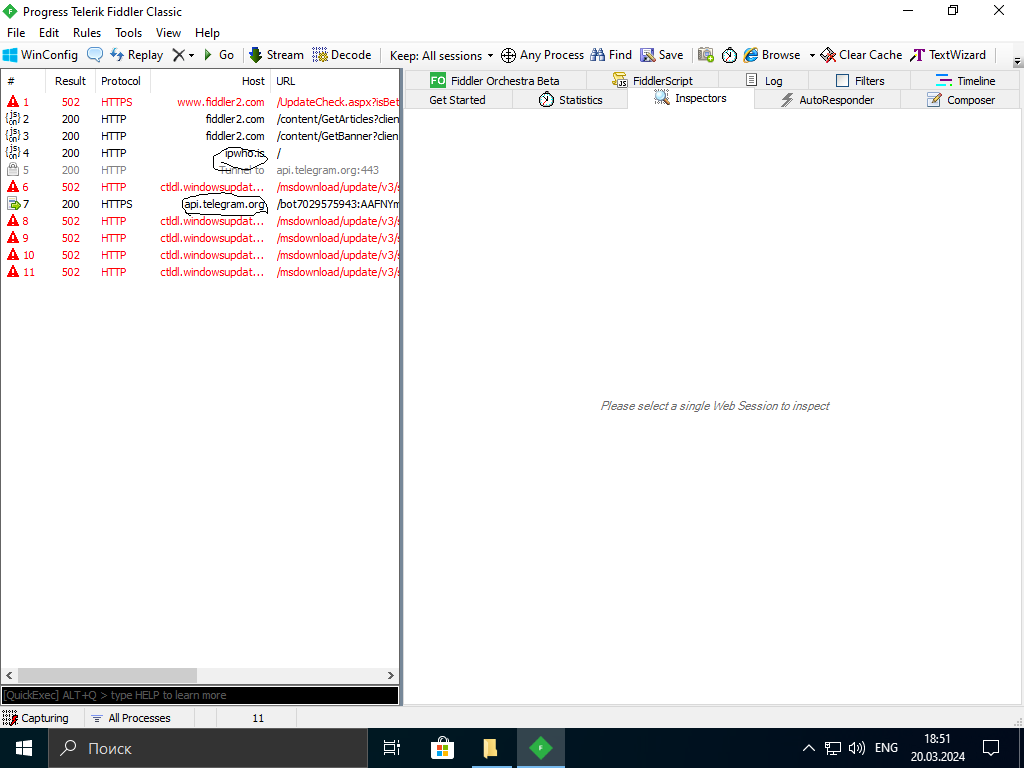 Progress Telerik Fiddler Classic
File Edit Rules Tools View Help
WinConfig Replay Go Stream Decode Keep: All sessions Any Process Find Save Browse Clear Cache TextWizard
# Result Protocol Host URL
1 502 HTTPS www.fiddler2.com /UpdateCheck.aspx?isBet
2 200 HTTP fiddler2.com /content/GetArticles?clien
3 200 HTTP fiddler2.com /content/GetBanner?clien
4 200 HTTP ipwho.is /
5 200 HTTP Tunnel to api.telegram.org:443
6 502 HTTP ctldl.windowsupdat... /msdownload/update/v3/s
7 200 HTTPS api.telegram.org /bot7029575943:AAFNYm
8 502 HTTP ctldl.windowsupdat... /msdownload/update/v3/s
9 502 HTTP ctldl.windowsupdat... /msdownload/update/v3/s
10 502 HTTP ctldl.windowsupdat... /msdownload/update/v3/s
11 502 HTTP ctldl.windowsupdat... /msdownload/update/v3/s
FO Fiddler Orchestra Beta FiddlerScript Log Filters Timeline
Get Started Statistics Inspectors AutoResponder Composer
Please select a single Web Session to inspect
[QuickExec] ALT+Q > type HELP to learn more
Capturing All Processes 11
Поиск
ENG
18:51
20.03.2024